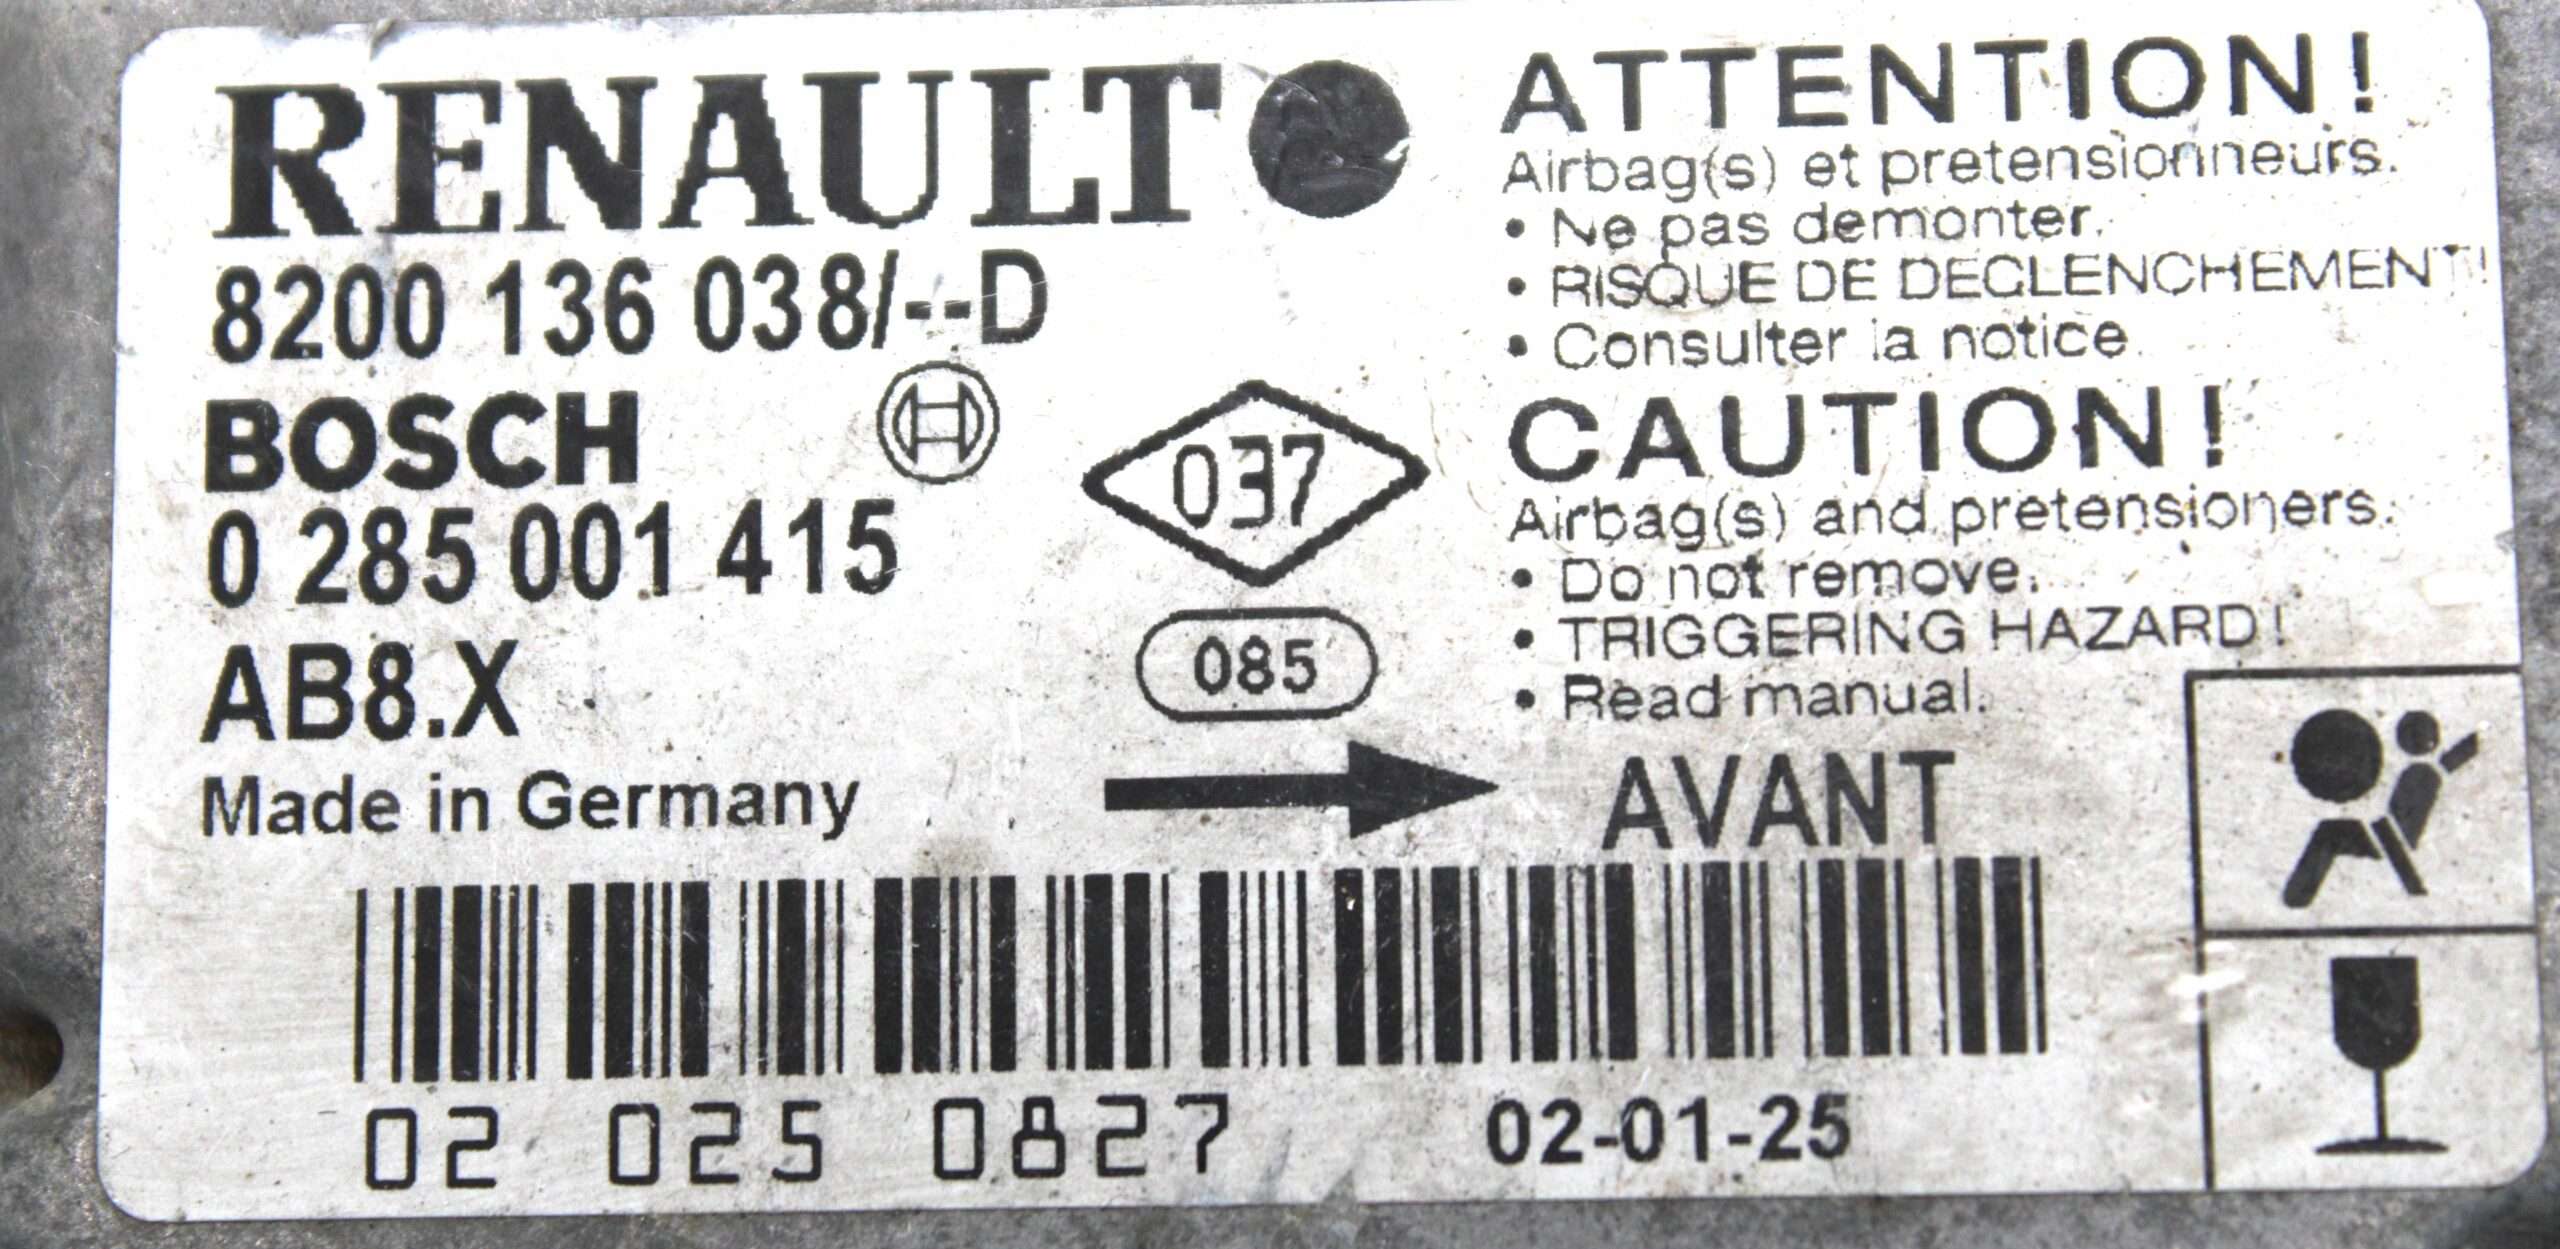 RENAULT
8200 136 038/--D
BOSCH
0 285 001 415
AB8.X
Made in Germany
037
085
ATTENTION!
Airbag(s) et pretensionneurs.
• Ne pas demonter.
• RISQUE DE DECLENCHEMENT!
• Consulter la notice.
CAUTION!
Airbag(s) and pretensioners.
• Do not remove.
• TRIGGERING HAZARD!
• Read manual.
AVANT
02 025 0827
02-01-25